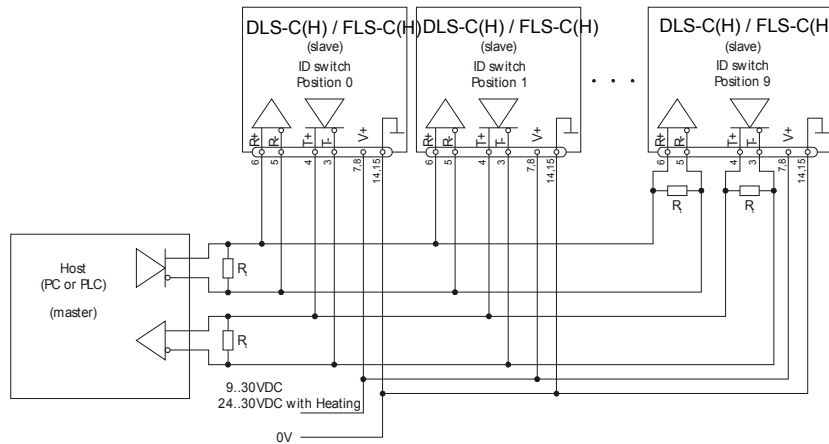 DLS-C(H) / FLS-C(H)
(slave)
ID switch
Position 0
R+
R-
T+
T-
V+
6
5
4
3
7,8
14,15
DLS-C(H) / FLS-C(H)
(slave)
ID switch
Position 1
R+
R-
T+
T-
V+
6
5
4
3
7,8
14,15
. . .
DLS-C(H) / FLS-C(H
(slave)
ID switch
Position 9
R+
R-
T+
T-
V+
6
5
4
3
7,8
14,15
Rt
Rt
Host
(PC or PLC)
(master)
Rt
Rt
9..30VDC
24..30VDC with Heating
0V